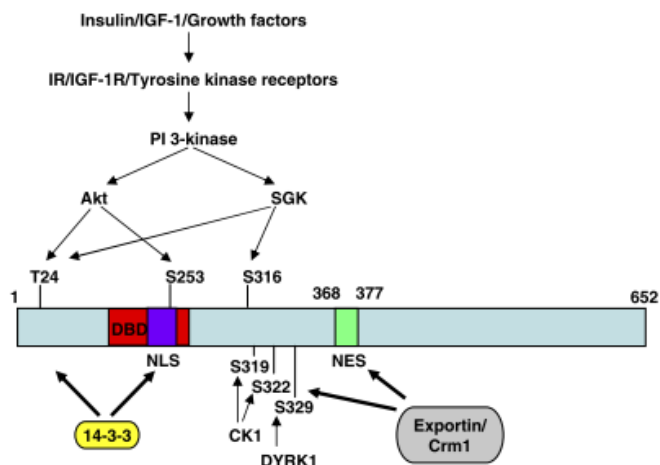 Insulin/IGF-1/Growth factors
IR/IGF-1R/Tyrosine kinase receptors
PI 3-kinase
Akt SGK
T24 S253 S316
1 368 377 652
DBD
NLS S319 NES
S322
S329
14-3-3 CK1 Exportin/
Crm1
DYRK1